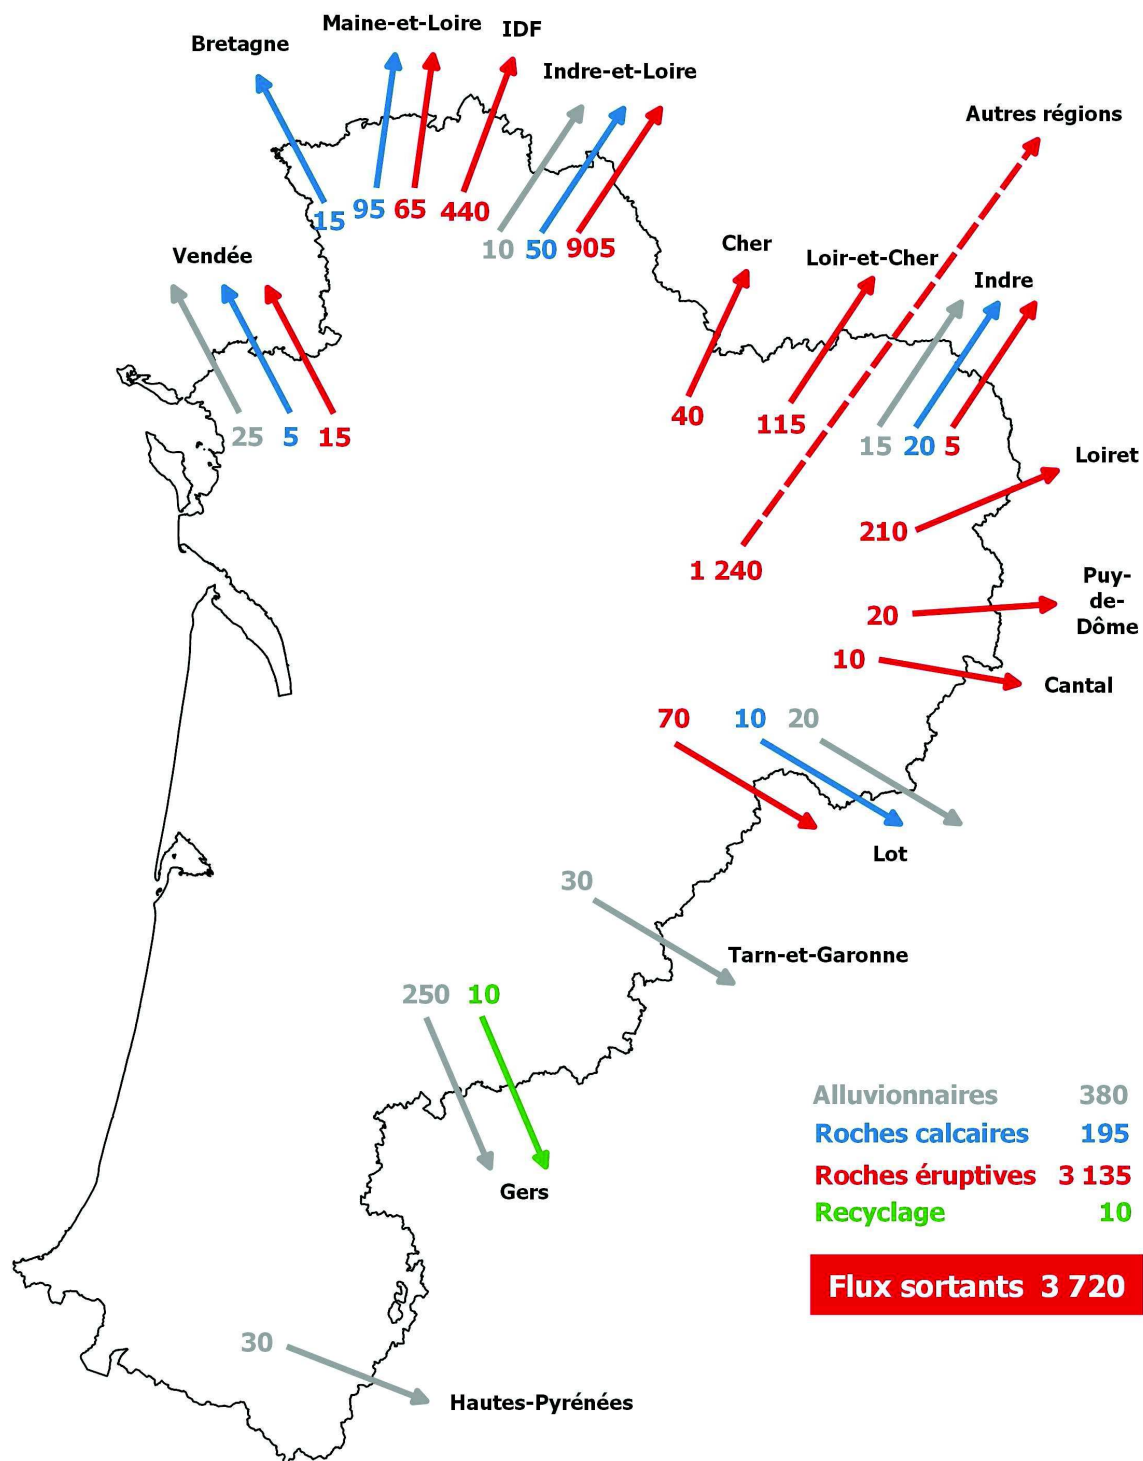 Maine-et-Loire
IDF
Bretagne
Indre-et-Loire
Autres régions
15
95
65
440
10
50
905
Cher
Loir-et-Cher
Vendée
Indre
40
115
15
20
5
25
5
15
Loiret
210
1 240
Puy-
de-
Dôme
20
10
Cantal
70
10
20
Lot
30
Tarn-et-Garonne
250
10
Alluvionnaires 380
Roches calcaires 195
Roches éruptives 3 135
Recyclage 10
Gers
Flux sortants 3 720
30
Hautes-Pyrénées